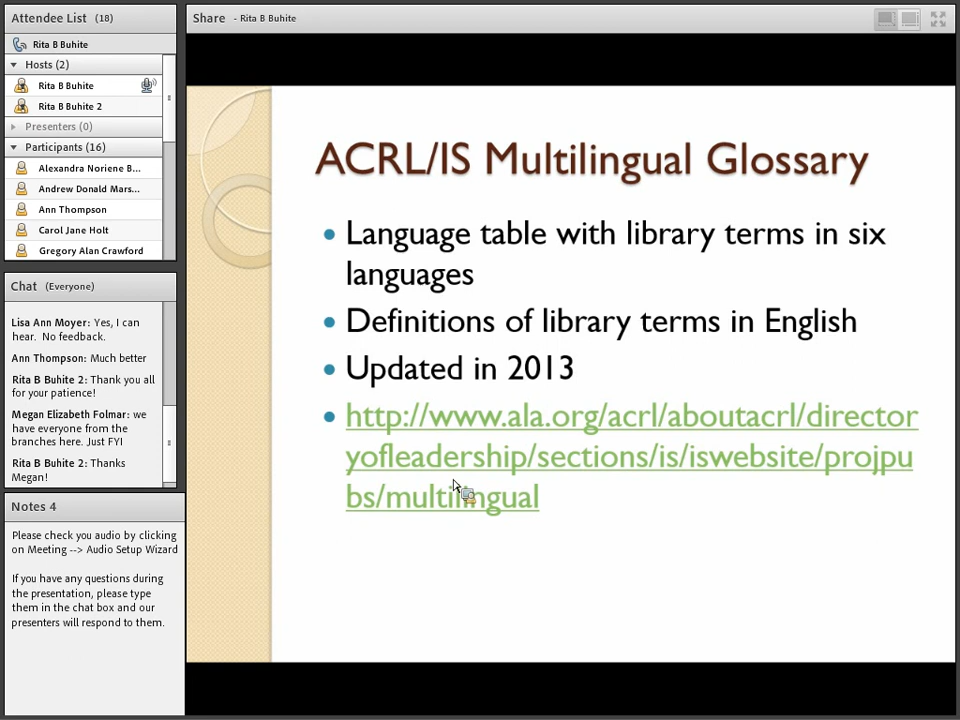 Attendee List (18)
Rita B Buhite
Hosts (2)
Rita B Buhite
Rita B Buhite 2
Presenters (0)
Participants (16)
Alexandra Noriene B...
Andrew Donald Mars...
Ann Thompson
Carol Jane Holt
Gregory Alan Crawford
Chat (Everyone)
Lisa Ann Moyer: Yes, I can
hear. No feedback.
Ann Thompson: Much better
Rita B Buhite 2: Thank you all
for your patience!
Megan Elizabeth Folmar: we
have everyone from the
branches here. Just FYI
Rita B Buhite 2: Thanks
Megan!
Notes 4
Please check you audio by clicking
on Meeting --> Audio Setup Wizard
If you have any questions during
the presentation, please type
them in the chat box and our
presenters will respond to them.
Share - Rita B Buhite
ACRL/IS Multilingual Glossary
• Language table with library terms in six
languages
• Definitions of library terms in English
• Updated in 2013
• http://www.ala.org/acrl/aboutacrl/director
yofleadership/sections/is/iswebsite/projpu
bs/multilingual